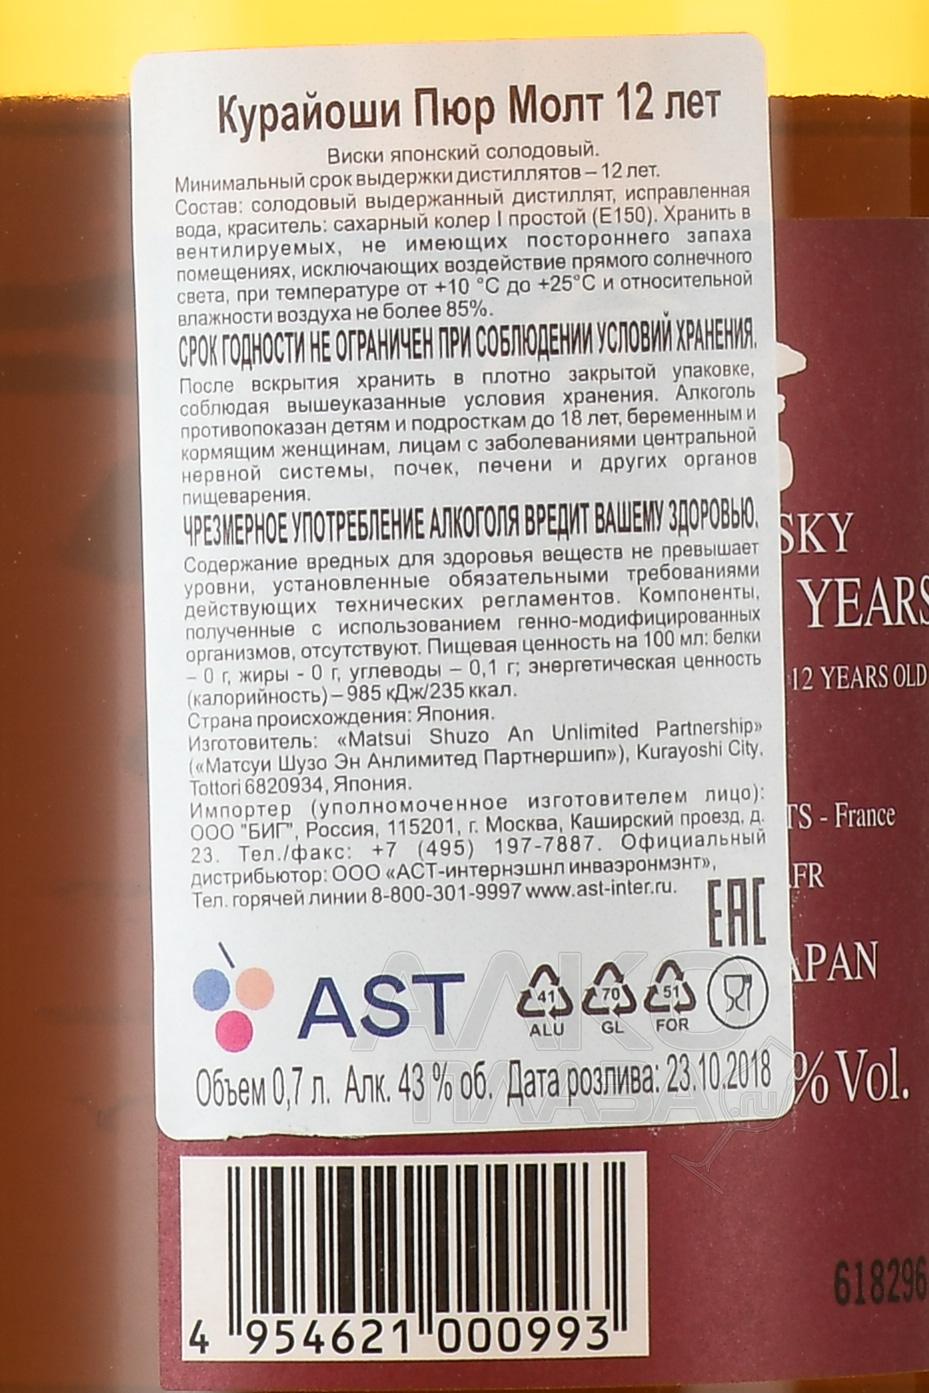 Курайоши Пюр Молт 12 лет
Виски японский солодовый.
Минимальный срок выдержки дистиллятов – 12 лет.
Состав: солодовый выдержанный дистиллят, исправленная
вода, краситель: сахарный колер I простой (Е150). Хранить в
вентилируемых, не имеющих постороннего запаха
помещениях, исключающих воздействие прямого солнечного
света, при температуре от +10 °С до +25°С и относительной
влажности воздуха не более 85%.
СРОК ГОДНОСТИ НЕ ОГРАНИЧЕН ПРИ СОБЛЮДЕНИИ УСЛОВИЙ ХРАНЕНИЯ.
После вскрытия хранить в плотно закрытой упаковке,
соблюдая вышеуказанные условия хранения. Алкоголь
противопоказан детям и подросткам до 18 лет, беременным и
кормящим женщинам, лицам с заболеваниями центральной
нервной системы, почек, печени и других органов
пищеварения.
ЧРЕЗМЕРНОЕ УПОТРЕБЛЕНИЕ АЛКОГОЛЯ ВРЕДИТ ВАШЕМУ ЗДОРОВЬЮ.
Содержание вредных для здоровья веществ не превышает
уровни, установленные обязательными требованиями
действующих технических регламентов. Компоненты,
полученные с использованием генно-модифицированных
организмов, отсутствуют. Пищевая ценность на 100 мл: белки
– 0 г, жиры - 0 г, углеводы – 0,1 г; энергетическая ценность
(калорийность) – 985 кДж/235 ккал.
Страна происхождения: Япония.
Изготовитель: «Matsui Shuzo An Unlimited Partnership»
(«Матсуи Шузо Эн Анлимитед Партнершип»), Kurayoshi City,
Tottori 6820934, Япония.
Импортер (уполномоченное изготовителем лицо):
ООО "БИГ", Россия, 115201, г. Москва, Каширский проезд, д.
23. Тел./факс: +7 (495) 197-7887. Официальный
дистрибьютор: ООО «АСТ-интернэшнл инваэронмэнт»,
Тел. горячей линии 8-800-301-9997 www.ast-inter.ru.
EAC
AST
41 70 51
ALU GL FOR
Объем 0,7 л. Алк. 43 % об. Дата розлива: 23.10.2018
SKY
YEARS
12 YEARS OLD
TS - France
FR
APAN
% Vol.
АЛКО
ПЛАЗА.ru
618296
4 954621 000993